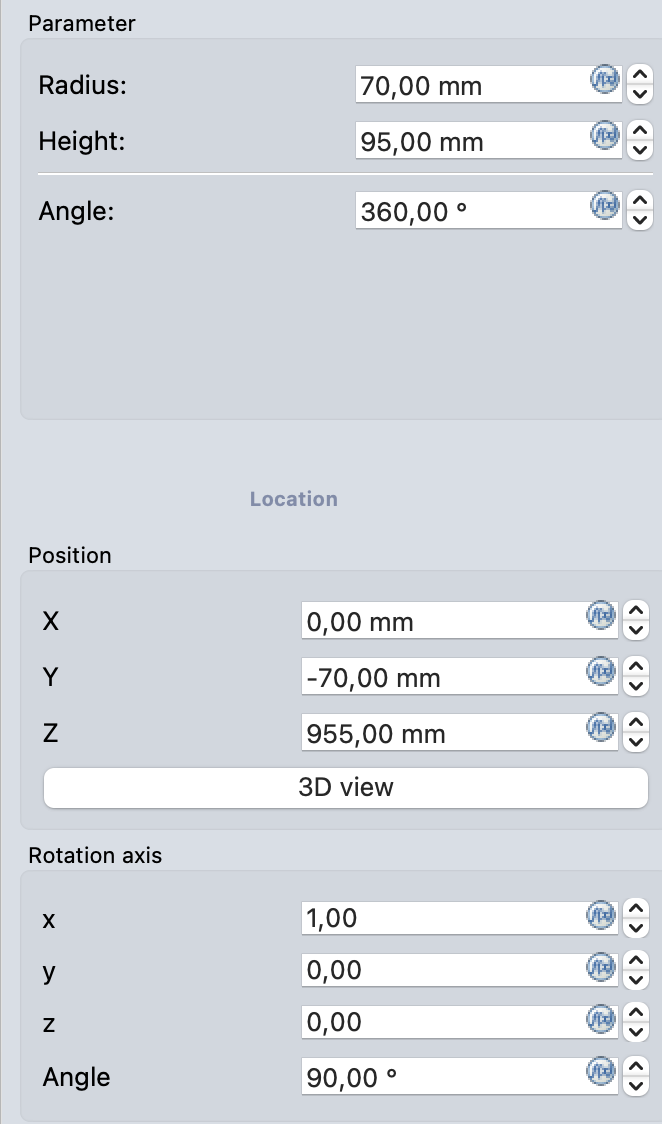 Parameter
Radius: 70,00 mm
Height: 95,00 mm
Angle: 360,00 °
Location
Position
X 0,00 mm
Y -70,00 mm
Z 955,00 mm
3D view
Rotation axis
x 1,00
y 0,00
z 0,00
Angle 90,00 °